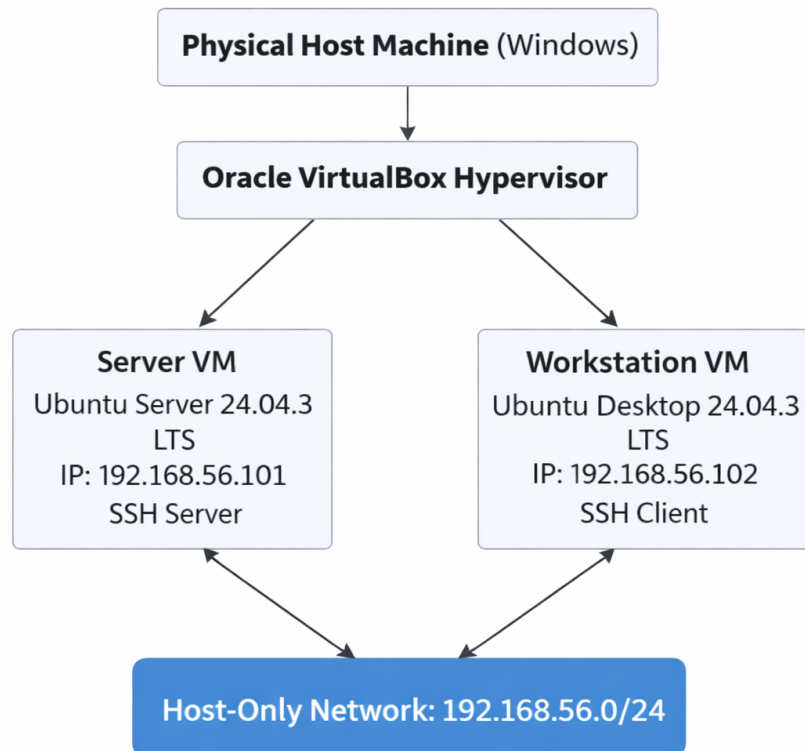 Physical Host Machine (Windows)
Oracle VirtualBox Hypervisor
Server VM
Ubuntu Server 24.04.3
LTS
IP: 192.168.56.101
SSH Server
Workstation VM
Ubuntu Desktop 24.04.3
LTS
IP: 192.168.56.102
SSH Client
Host-Only Network: 192.168.56.0/24